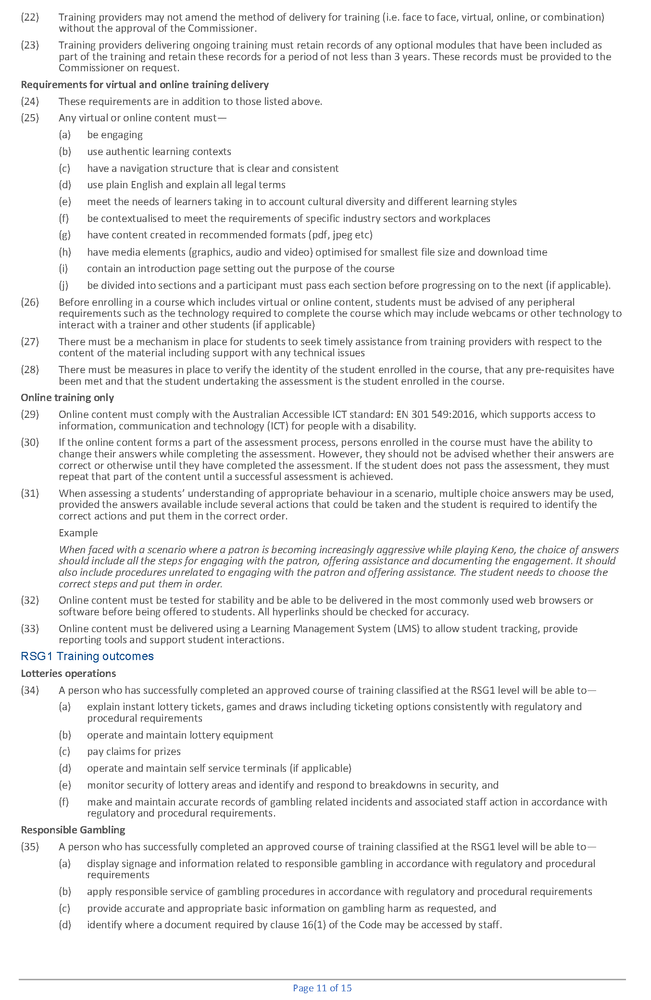 (22) Training providers may not amend the method of delivery for training (i.e. face to face, virtual, online, or combination)
without the approval of the Commissioner.
(23) Training providers delivering ongoing training must retain records of any optional modules that have been included as
part of the training and retain these records for a period of not less than 3 years. These records must be provided to the
Commissioner on request.
Requirements for virtual and online training delivery
(24) These requirements are in addition to those listed above.
(25) Any virtual or online content must—
(a) be engaging
(b) use authentic learning contexts
(c) have a navigation structure that is clear and consistent
(d) use plain English and explain all legal terms
(e) meet the needs of learners taking in to account cultural diversity and different learning styles
(f) be contextualised to meet the requirements of specific industry sectors and workplaces
(g) have content created in recommended formats (pdf, jpeg etc)
(h) have media elements (graphics, audio and video) optimised for smallest file size and download time
(i) contain an introduction page setting out the purpose of the course
(j) be divided into sections and a participant must pass each section before progressing on to the next (if applicable).
(26) Before enrolling in a course which includes virtual or online content, students must be advised of any peripheral
requirements such as the technology required to complete the course which may include webcams or other technology to
interact with a trainer and other students (if applicable)
(27) There must be a mechanism in place for students to seek timely assistance from training providers with respect to the
content of the material including support with any technical issues
(28) There must be measures in place to verify the identity of the student enrolled in the course, that any pre-requisites have
been met and that the student undertaking the assessment is the student enrolled in the course.
Online training only
(29) Online content must comply with the Australian Accessible ICT standard: EN 301 549:2016, which supports access to
information, communication and technology (ICT) for people with a disability.
(30) If the online content forms a part of the assessment process, persons enrolled in the course must have the ability to
change their answers while completing the assessment. However, they should not be advised whether their answers are
correct or otherwise until they have completed the assessment. If the student does not pass the assessment, they must
repeat that part of the content until a successful assessment is achieved.
(31) When assessing a students’ understanding of appropriate behaviour in a scenario, multiple choice answers may be used,
provided the answers available include several actions that could be taken and the student is required to identify the
correct actions and put them in the correct order.
Example
When faced with a scenario where a patron is becoming increasingly aggressive while playing Keno, the choice of answers
should include all the steps for engaging with the patron, offering assistance and documenting the engagement. It should
also include procedures unrelated to engaging with the patron and offering assistance. The student needs to choose the
correct steps and put them in order.
(32) Online content must be tested for stability and be able to be delivered in the most commonly used web browsers or
software before being offered to students. All hyperlinks should be checked for accuracy.
(33) Online content must be delivered using a Learning Management System (LMS) to allow student tracking, provide
reporting tools and support student interactions.
RSG1 Training outcomes
Lotteries operations
(34) A person who has successfully completed an approved course of training classified at the RSG1 level will be able to—
(a) explain instant lottery tickets, games and draws including ticketing options consistently with regulatory and
procedural requirements
(b) operate and maintain lottery equipment
(c) pay claims for prizes
(d) operate and maintain self service terminals (if applicable)
(e) monitor security of lottery areas and identify and respond to breakdowns in security, and
(f) make and maintain accurate records of gambling related incidents and associated staff action in accordance with
regulatory and procedural requirements.
Responsible Gambling
(35) A person who has successfully completed an approved course of training classified at the RSG1 level will be able to—
(a) display signage and information related to responsible gambling in accordance with regulatory and procedural
requirements
(b) apply responsible service of gambling procedures in accordance with regulatory and procedural requirements
(c) provide accurate and appropriate basic information on gambling harm as requested, and
(d) identify where a document required by clause 16(1) of the Code may be accessed by staff.
Page 11 of 15